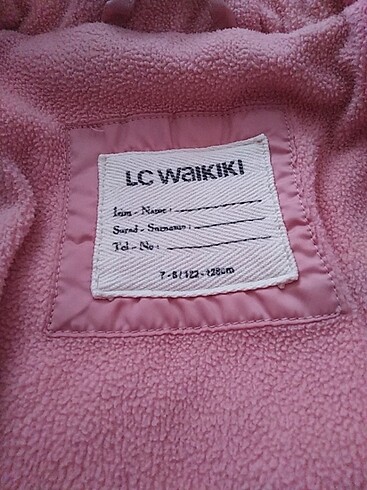 LC WAIKIKI
İsim - Name :
Soyad - Surname :
Tel - No :
7 - 8 / 122 - 128cm